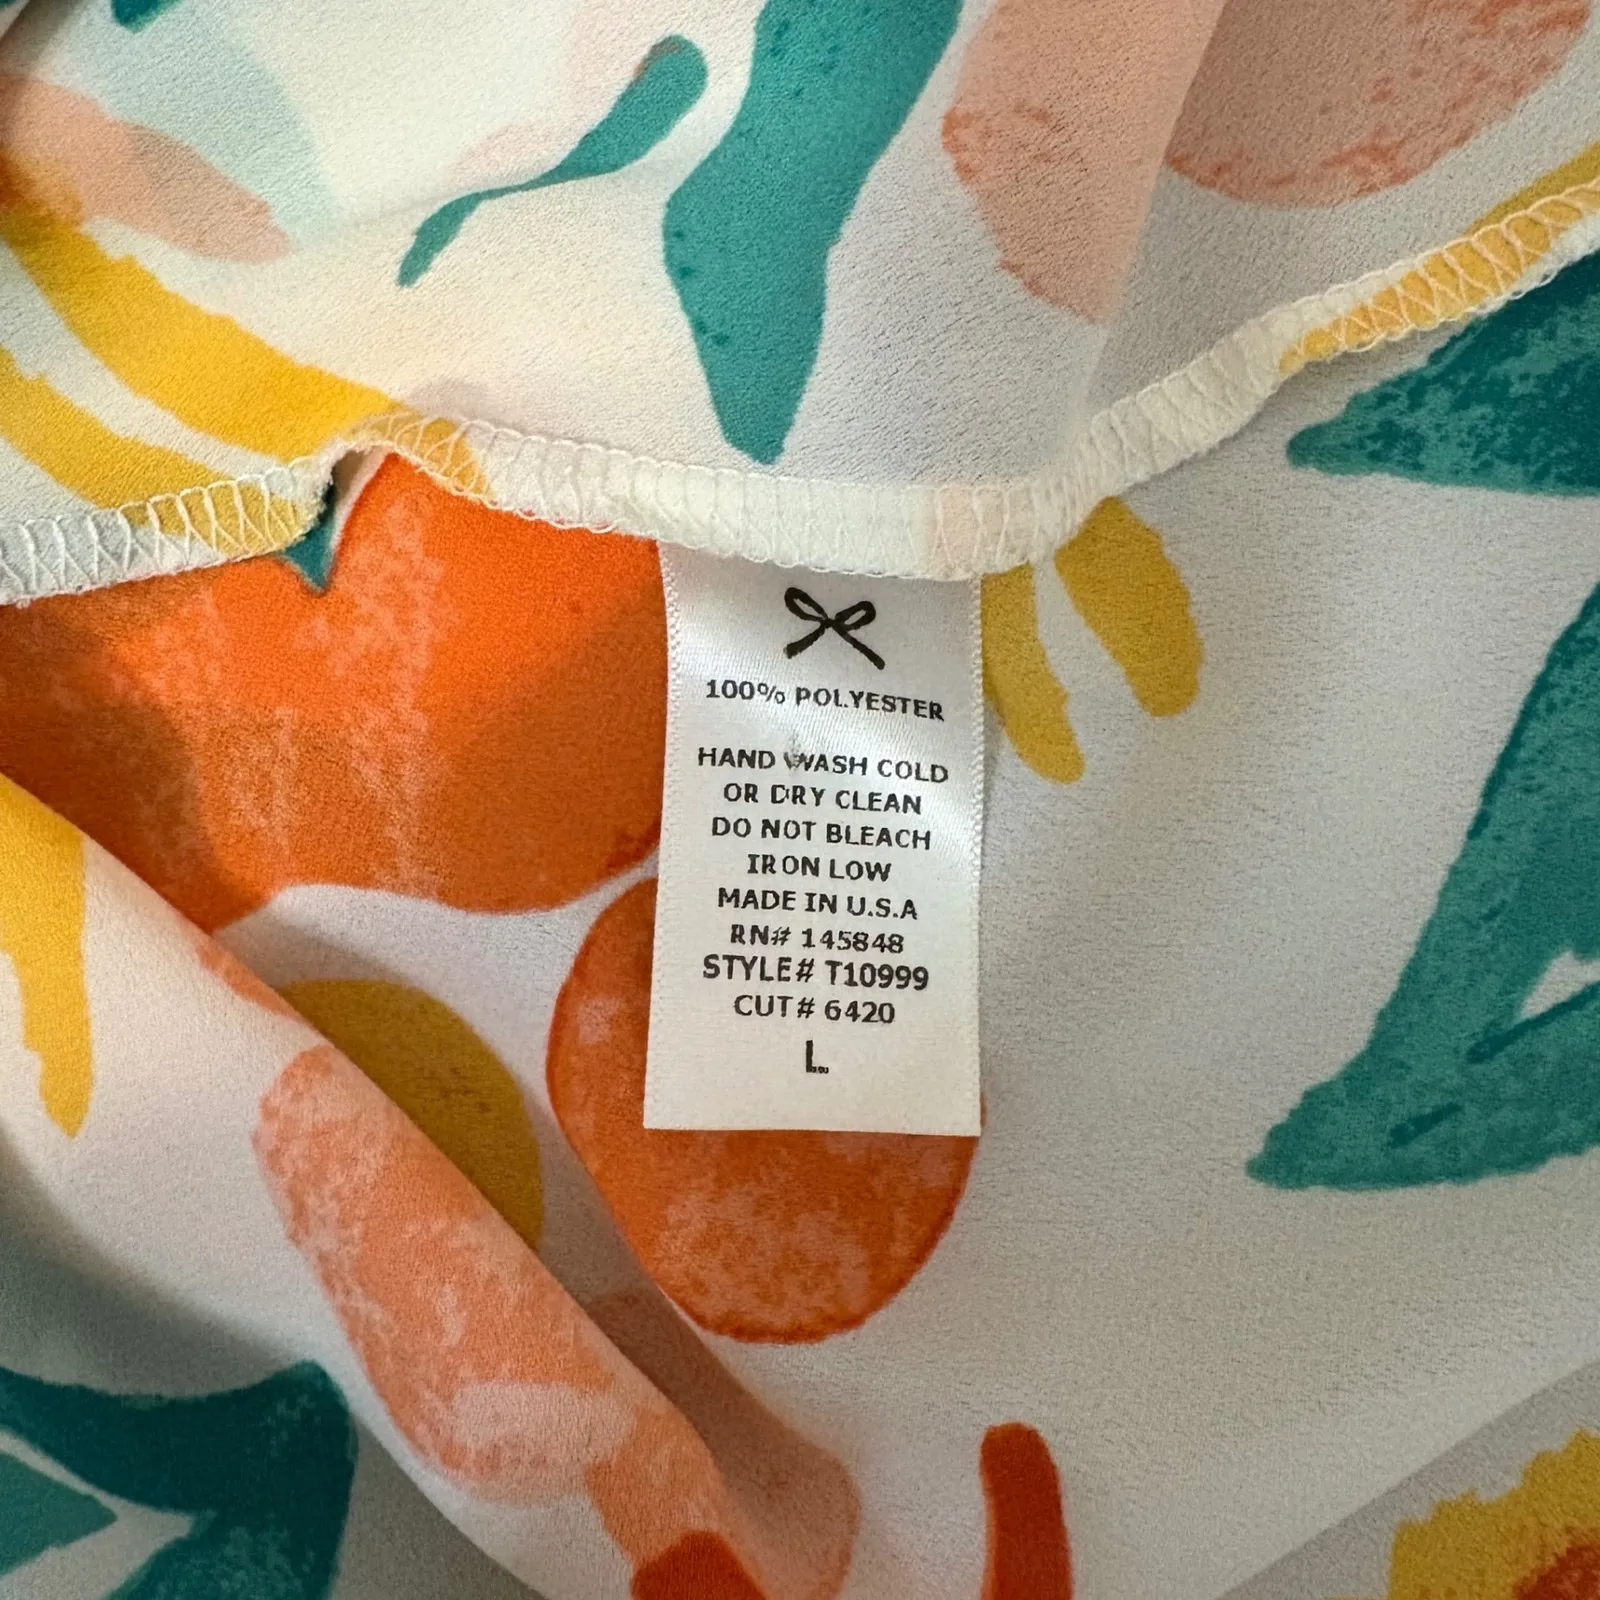 100% POLYESTER
HAND WASH COLD
OR DRY CLEAN
DO NOT BLEACH
IRON LOW
MADE IN U.S.A
RN# 145848
STYLE# T10999
CUT# 6420
L